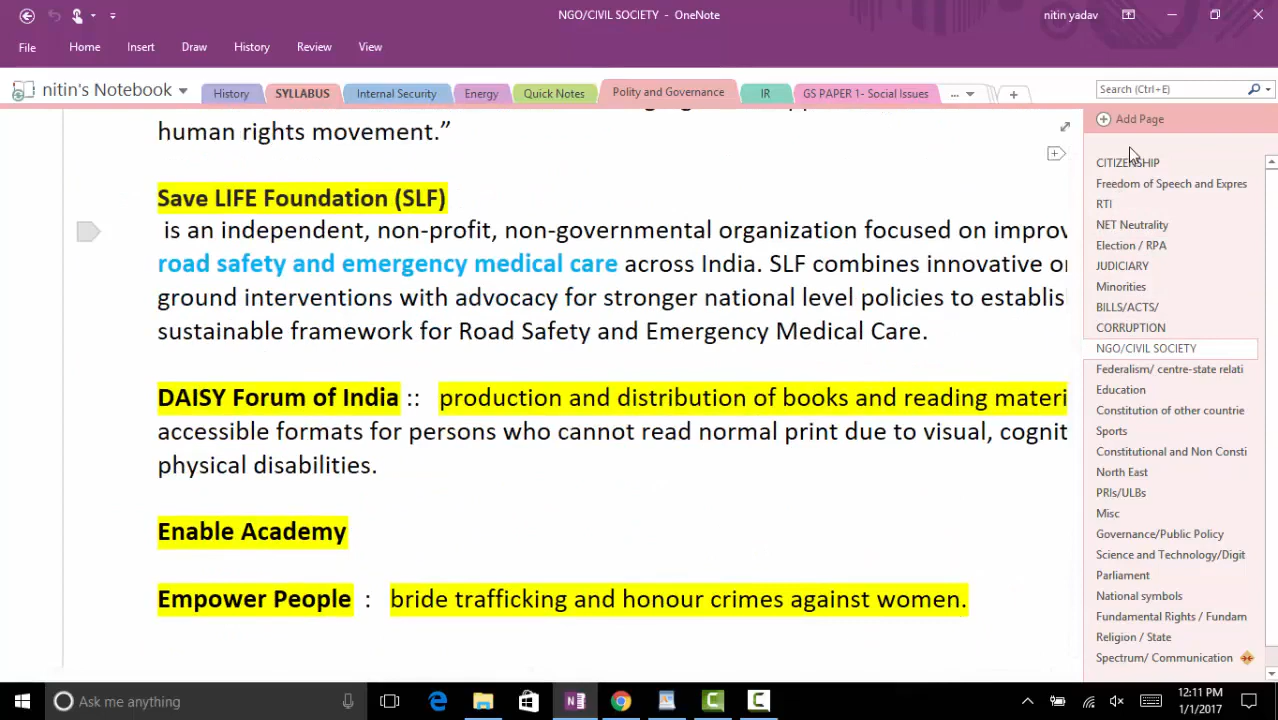 NGO/CIVIL SOCIETY - OneNote
nitin yadav
File
Home
Insert
Draw
History
Review
View
nitin's Notebook
History
SYLLABUS
Internal Security
Energy
Quick Notes
Polity and Governance
IR
GS PAPER 1- Social Issues
...
Search (Ctrl+E)
human rights movement.”
Save LIFE Foundation (SLF)
is an independent, non-profit, non-governmental organization focused on improv
road safety and emergency medical care across India. SLF combines innovative o
ground interventions with advocacy for stronger national level policies to establis
sustainable framework for Road Safety and Emergency Medical Care.
DAISY Forum of India :: production and distribution of books and reading materi
accessible formats for persons who cannot read normal print due to visual, cognit
physical disabilities.
Enable Academy
Empower People : bride trafficking and honour crimes against women.
Add Page
CITIZENSHIP
Freedom of Speech and Expres
RTI
NET Neutrality
Election / RPA
JUDICIARY
Minorities
BILLS/ACTS/
CORRUPTION
NGO/CIVIL SOCIETY
Federalism/ centre-state relati
Education
Constitution of other countrie
Sports
Constitutional and Non Consti
North East
PRIs/ULBs
Misc
Governance/Public Policy
Science and Technology/Digit
Parliament
National symbols
Fundamental Rights / Fundam
Religion / State
Spectrum/ Communication
Ask me anything
12:11 PM
1/1/2017